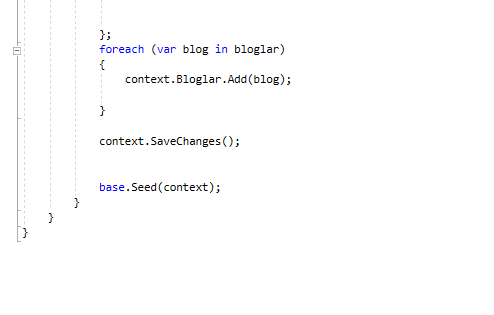 };
foreach (var blog in bloglar)
{
context.Bloglar.Add(blog);
}
context.SaveChanges();
base.Seed(context);
}
}
}